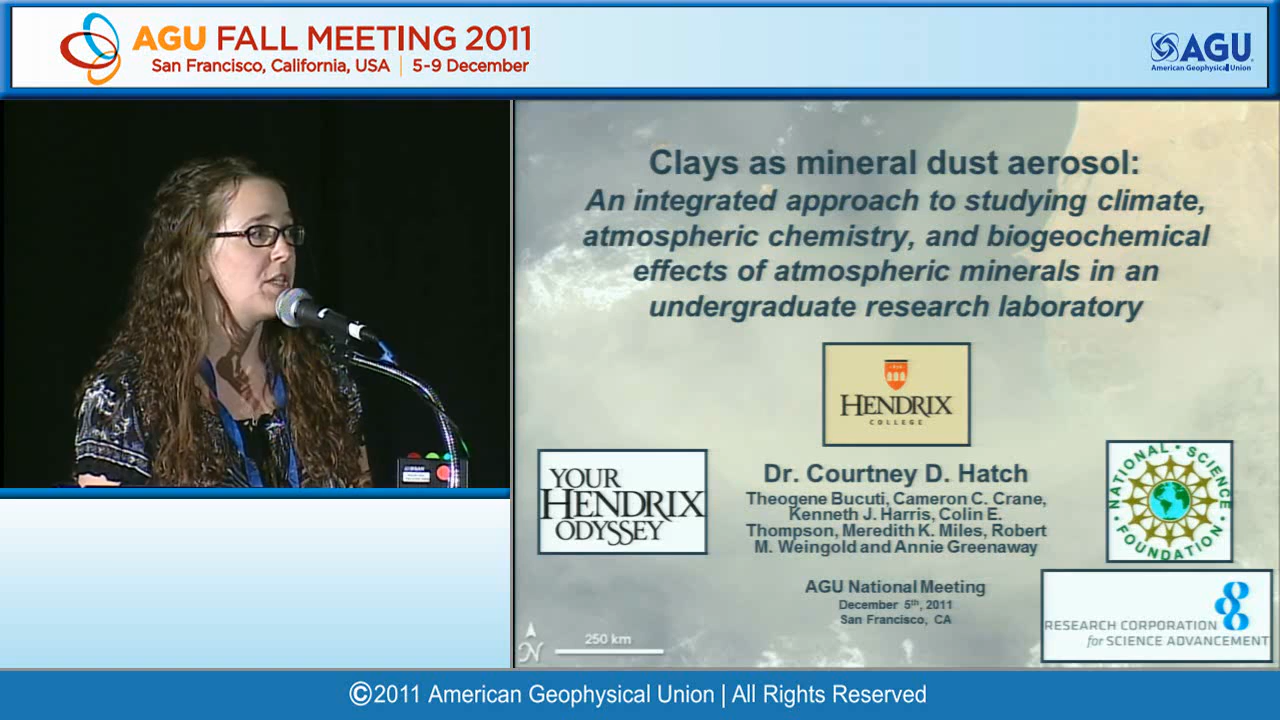 AGU FALL MEETING 2011
San Francisco, California, USA | 5-9 December
AGU
American Geophysical Union
Clays as mineral dust aerosol:
An integrated approach to studying climate,
atmospheric chemistry, and biogeochemical
effects of atmospheric minerals in an
undergraduate research laboratory
HENDRIX
COLLEGE
YOUR
HENDRIX
ODYSSEY
Dr. Courtney D. Hatch
Theogene Bucuti, Cameron C. Crane,
Kenneth J. Harris, Colin E.
Thompson, Meredith K. Miles, Robert
M. Weingold and Annie Greenaway
NATIONAL • SCIENCE • FOUNDATION •
AGU National Meeting
December 5th, 2011
San Francisco, CA
RESEARCH CORPORATION
for SCIENCE ADVANCEMENT
N
250 km
©2011 American Geophysical Union | All Rights Reserved